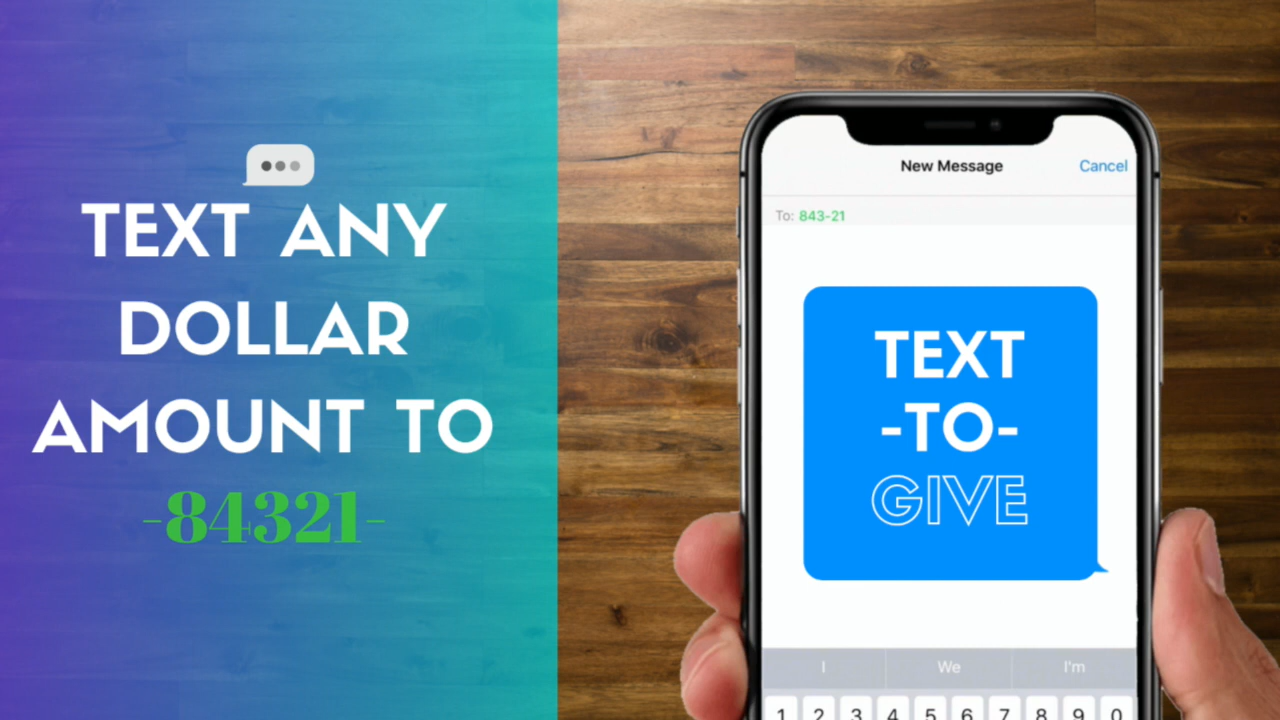 TEXT ANY
DOLLAR
AMOUNT TO
-84321-
New Message
Cancel
To: 843-21
TEXT
-TO-
GIVE
I
We
I'm
1 2 3 4 5 6 7 8 9 0